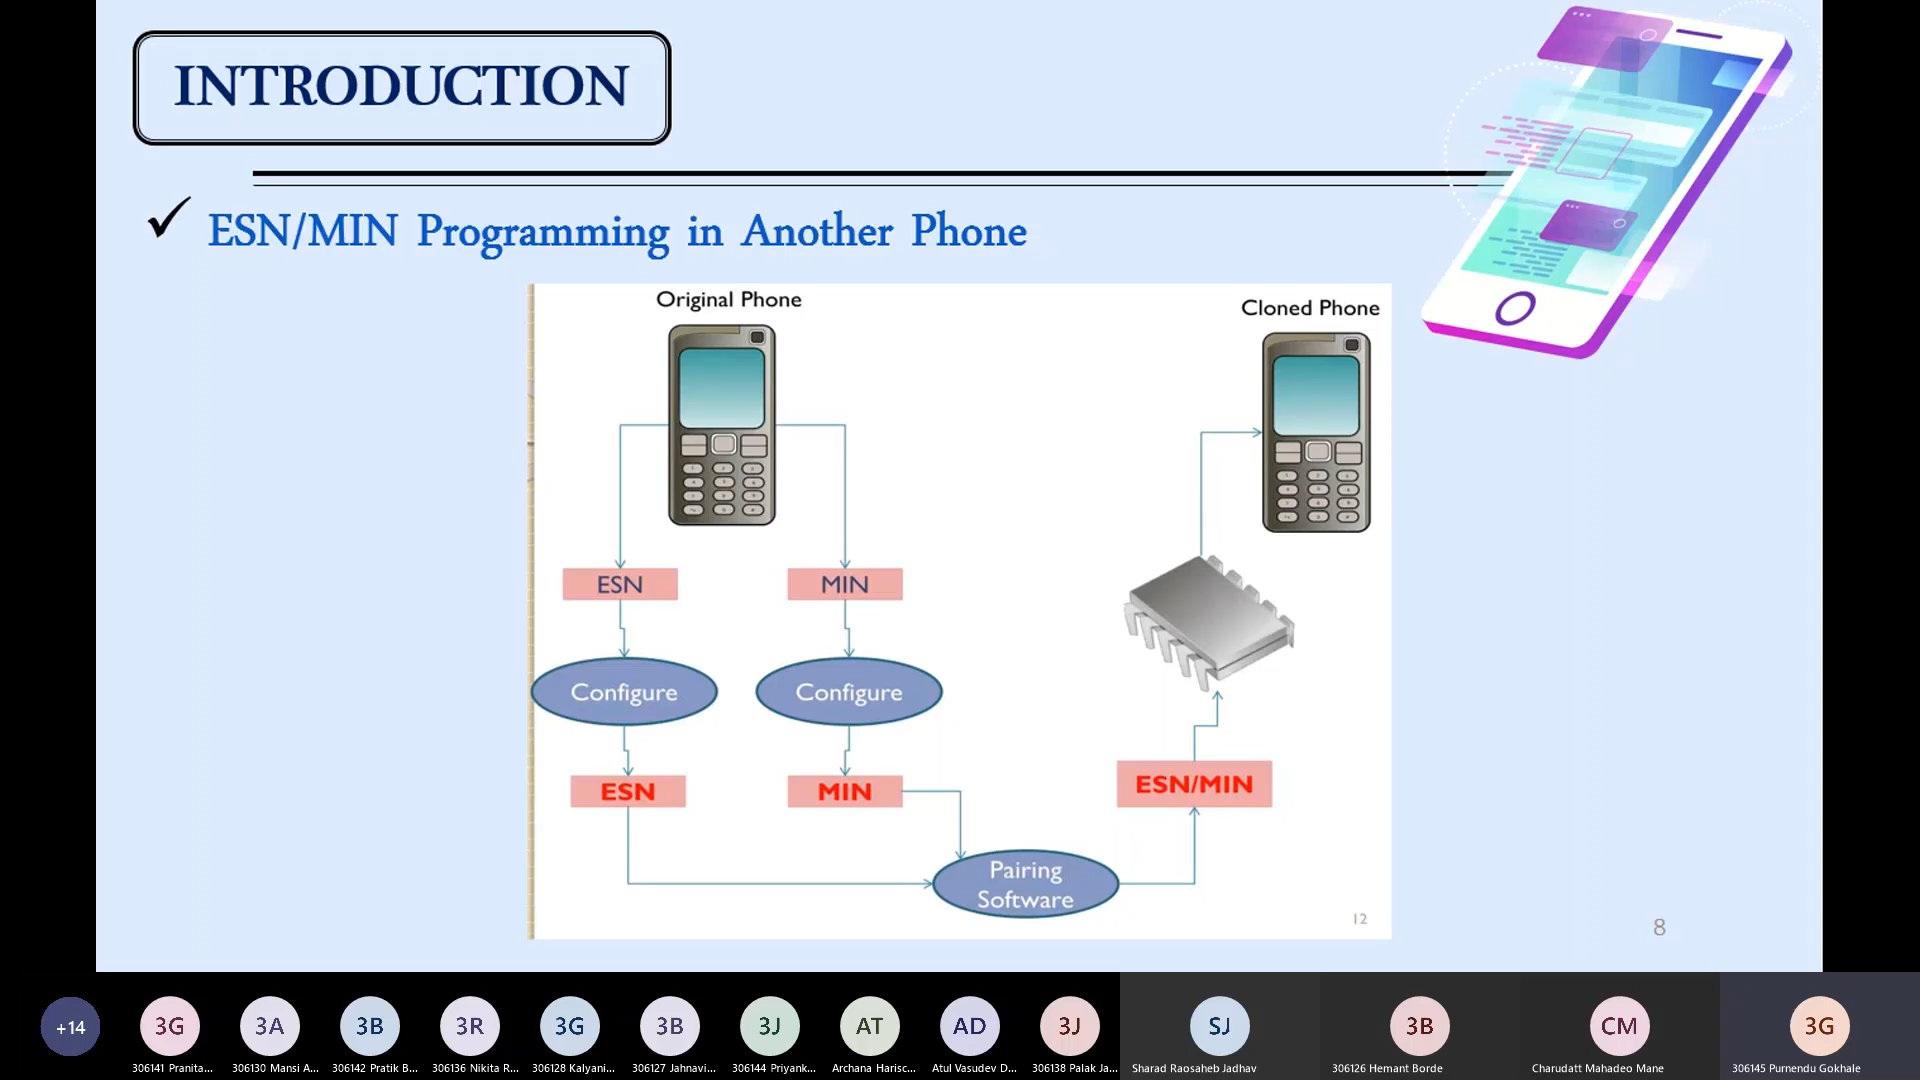 INTRODUCTION
✓ ESN/MIN Programming in Another Phone
Original Phone
Cloned Phone
ESN
MIN
Configure
Configure
ESN
MIN
ESN/MIN
Pairing
Software
12
8
+14
3G
3A
3B
3R
3G
3B
3J
AT
AD
3J
SJ
3B
CM
3G
306141 Pranita...
306130 Mansi A...
306142 Pratik B...
306136 Nikita R...
306128 Kalyani...
306127 Jahnavi...
306144 Priyank...
Archana Harisc...
Atul Vasudev D...
306138 Palak Ja...
Sharad Raosaheb Jadhav
306126 Hemant Borde
Charudatt Mahadeo Mane
306145 Purnendu Gokhale